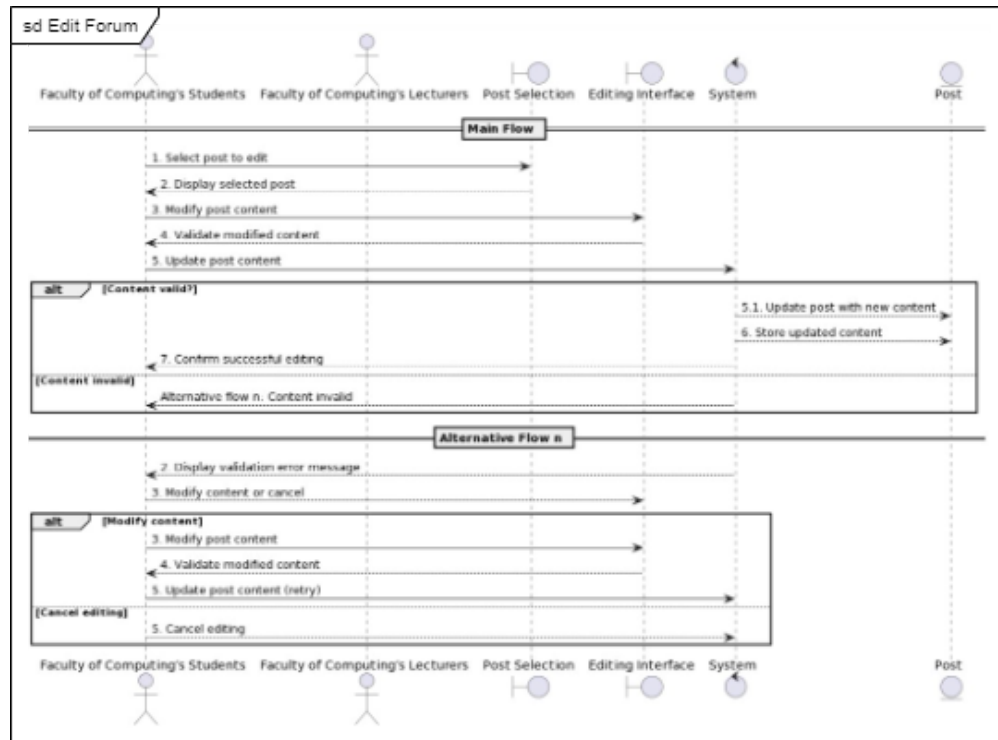 sd Edit Forum
Faculty of Computing's Students Faculty of Computing's Lecturers Post Selection Editing Interface System Post
Main Flow
1. Select post to edit
2. Display selected post
3. Modify post content
4. Validate modified content
5. Update post content
alt [Content valid?]
5.1. Update post with new content
6. Store updated content
7. Confirm successful editing
[Content invalid]
Alternative flow n. Content invalid
Alternative Flow n
2. Display validation error message
3. Modify content or cancel
alt [Modify content]
3. Modify post content
4. Validate modified content
5. Update post content (retry)
[Cancel editing]
5. Cancel editing
Faculty of Computing's Students Faculty of Computing's Lecturers Post Selection Editing Interface System Post